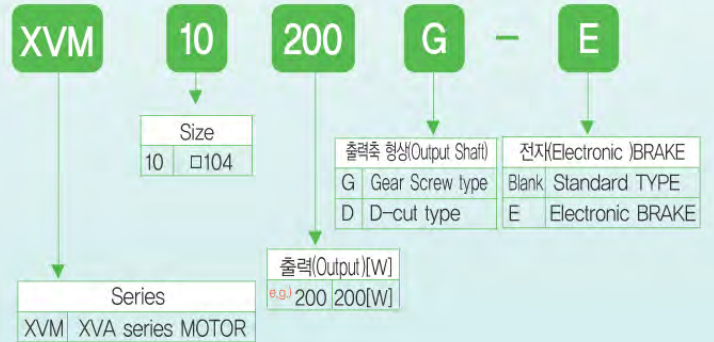 XVM 10 200 G - E
Size
10 □104
출력축 형상(Output Shaft)
G Gear Screw type
D D-cut type
전자(Electronic )BRAKE
Blank Standard TYPE
E Electronic BRAKE
출력(Output)[W]
e.g.) 200 200[W]
Series
XVM XVA series MOTOR